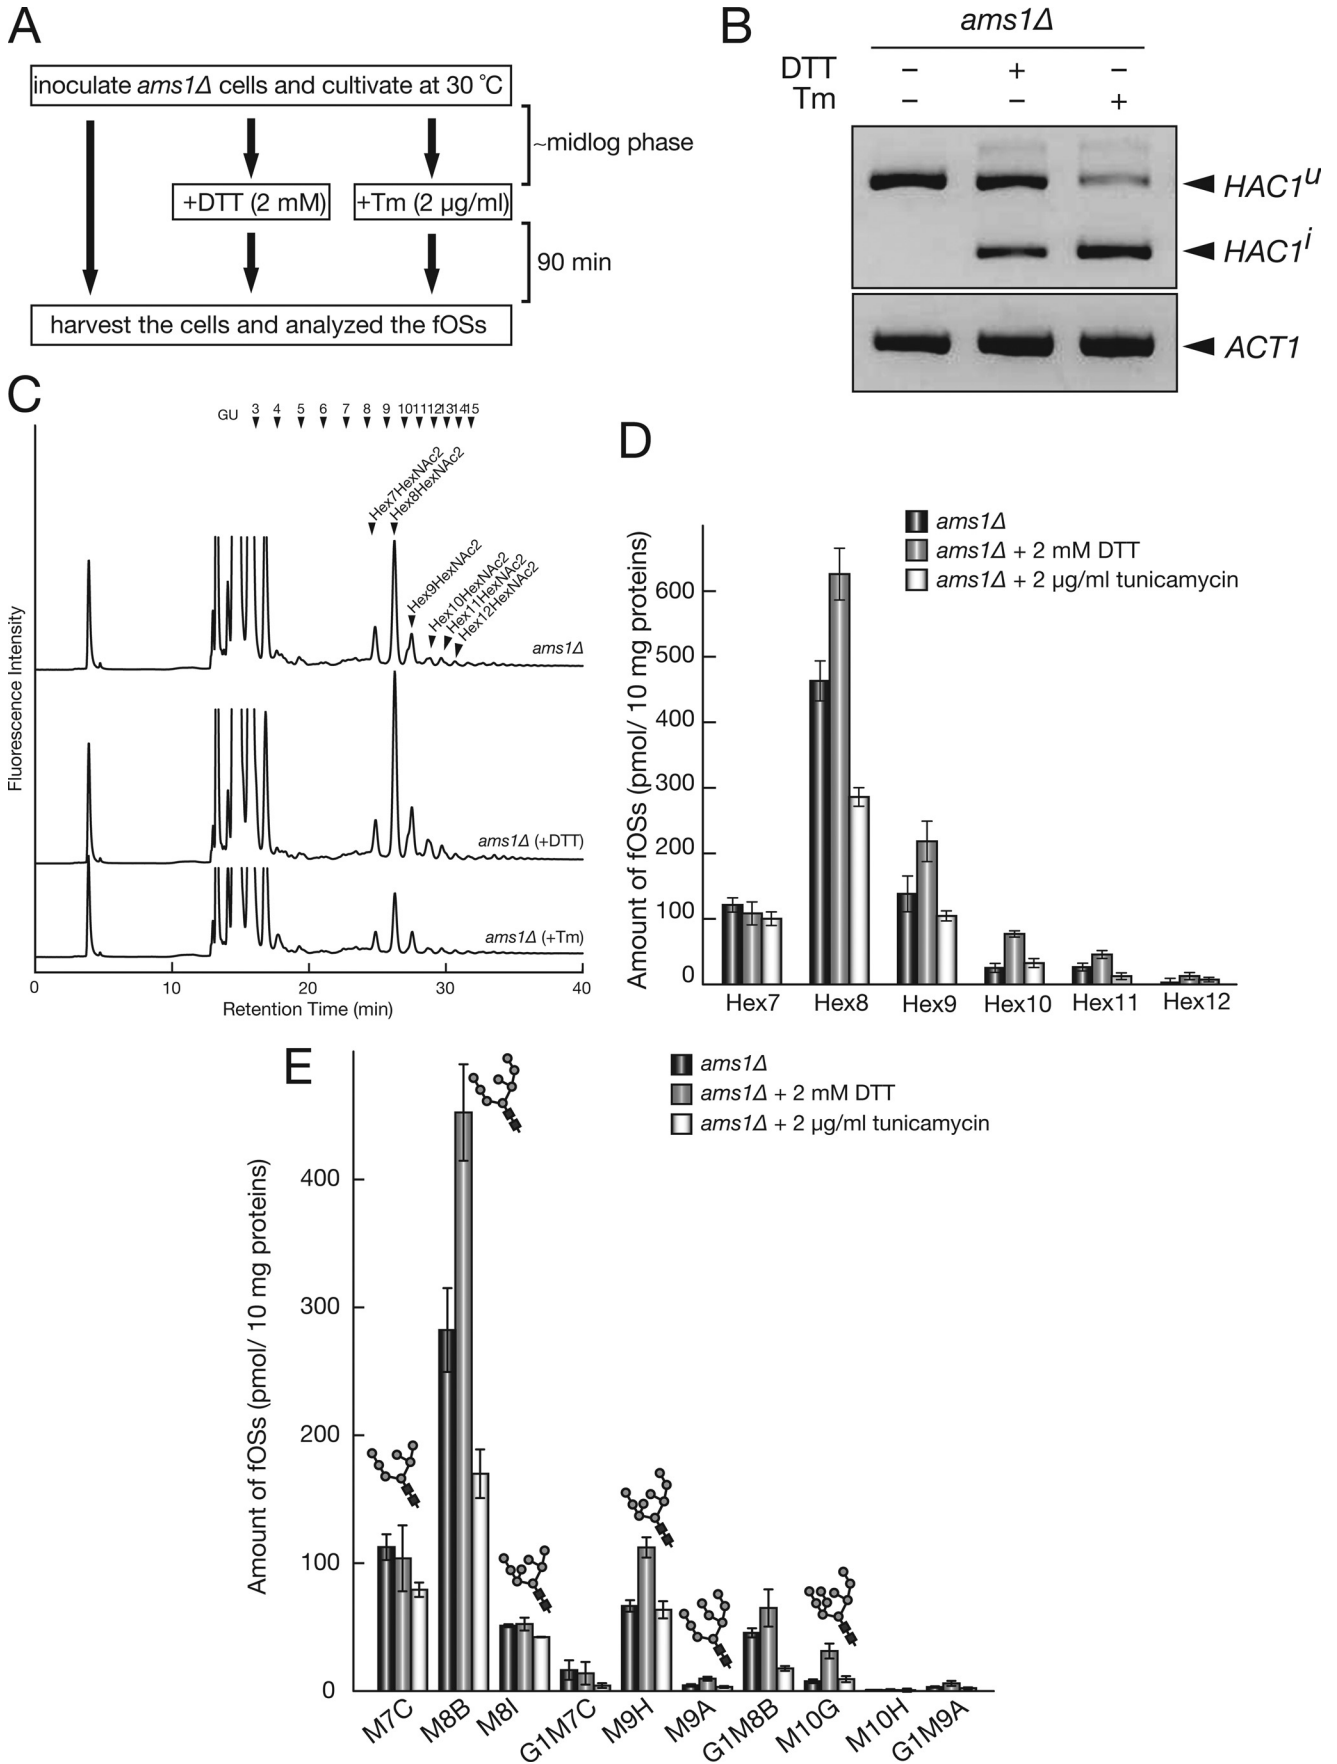 A
inoculate ams1Δ cells and cultivate at 30 °C
~midlog phase
+DTT (2 mM)
+Tm (2 µg/ml)
90 min
harvest the cells and analyzed the fOSs
B
ams1Δ
DTT − + −
Tm − − +
HAC1u
HAC1i
ACT1
C
GU 3 4 5 6 7 8 9 10 11 12 13 14 15
Hex7HexNAc2
Hex8HexNAc2
Hex9HexNAc2
Hex10HexNAc2
Hex11HexNAc2
Hex12HexNAc2
ams1Δ
ams1Δ (+DTT)
ams1Δ (+Tm)
Fluorescence Intensity
0 10 20 30 40
Retention Time (min)
D
ams1Δ
ams1Δ + 2 mM DTT
ams1Δ + 2 µg/ml tunicamycin
Amount of fOSs (pmol/ 10 mg proteins)
600
500
400
300
200
100
0
Hex7 Hex8 Hex9 Hex10 Hex11 Hex12
E
ams1Δ
ams1Δ + 2 mM DTT
ams1Δ + 2 µg/ml tunicamycin
Amount of fOSs (pmol/ 10 mg proteins)
400
300
200
100
0
M7C M8B M8I G1M7C M9H M9A G1M8B M10G M10H G1M9A